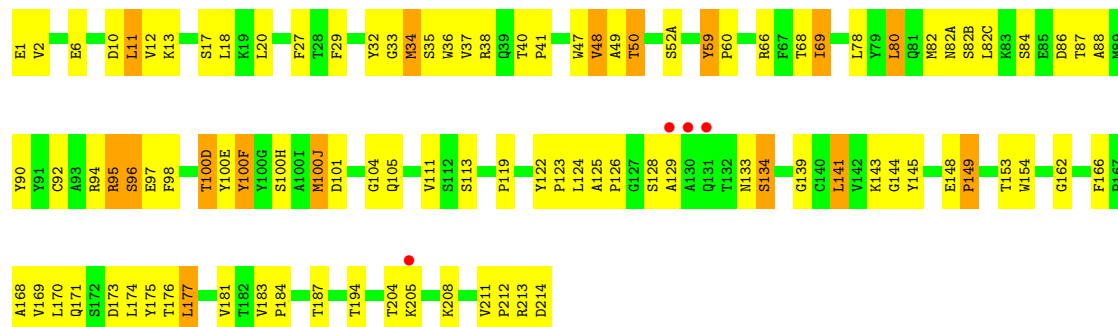 E1 V2 E6 D10 L11 V12 K13 S17 L18 K19 L20 F27 T28 F29 Y32 G33 M34 S35 W36 V37 R38 Q39 T40 P41 W47 V48 A49 T50 S52A Y59 P60 R66 F67 T68 I69 L78 Y79 L80 Q81 M82 N82A S82B L82C K83 S84 E85 D86 T87 A88 M89
Y90 Y91 C92 A93 R94 R95 S96 E97 F98 T100D Y100E Y100F Y100G S100H A100I M100J D101 G104 Q105 V111 S112 S113 P119 Y122 P123 L124 A125 P126 G127 S128 A129 A130 Q131 T132 N133 S134 G139 C140 L141 V142 K143 G144 Y145 E148 P149 T153 W154 G162 F166 P167
A168 V169 L170 Q171 S172 D173 L174 Y175 T176 L177 V181 T182 V183 P184 T187 T194 T204 K205 K208 V211 P212 R213 D214